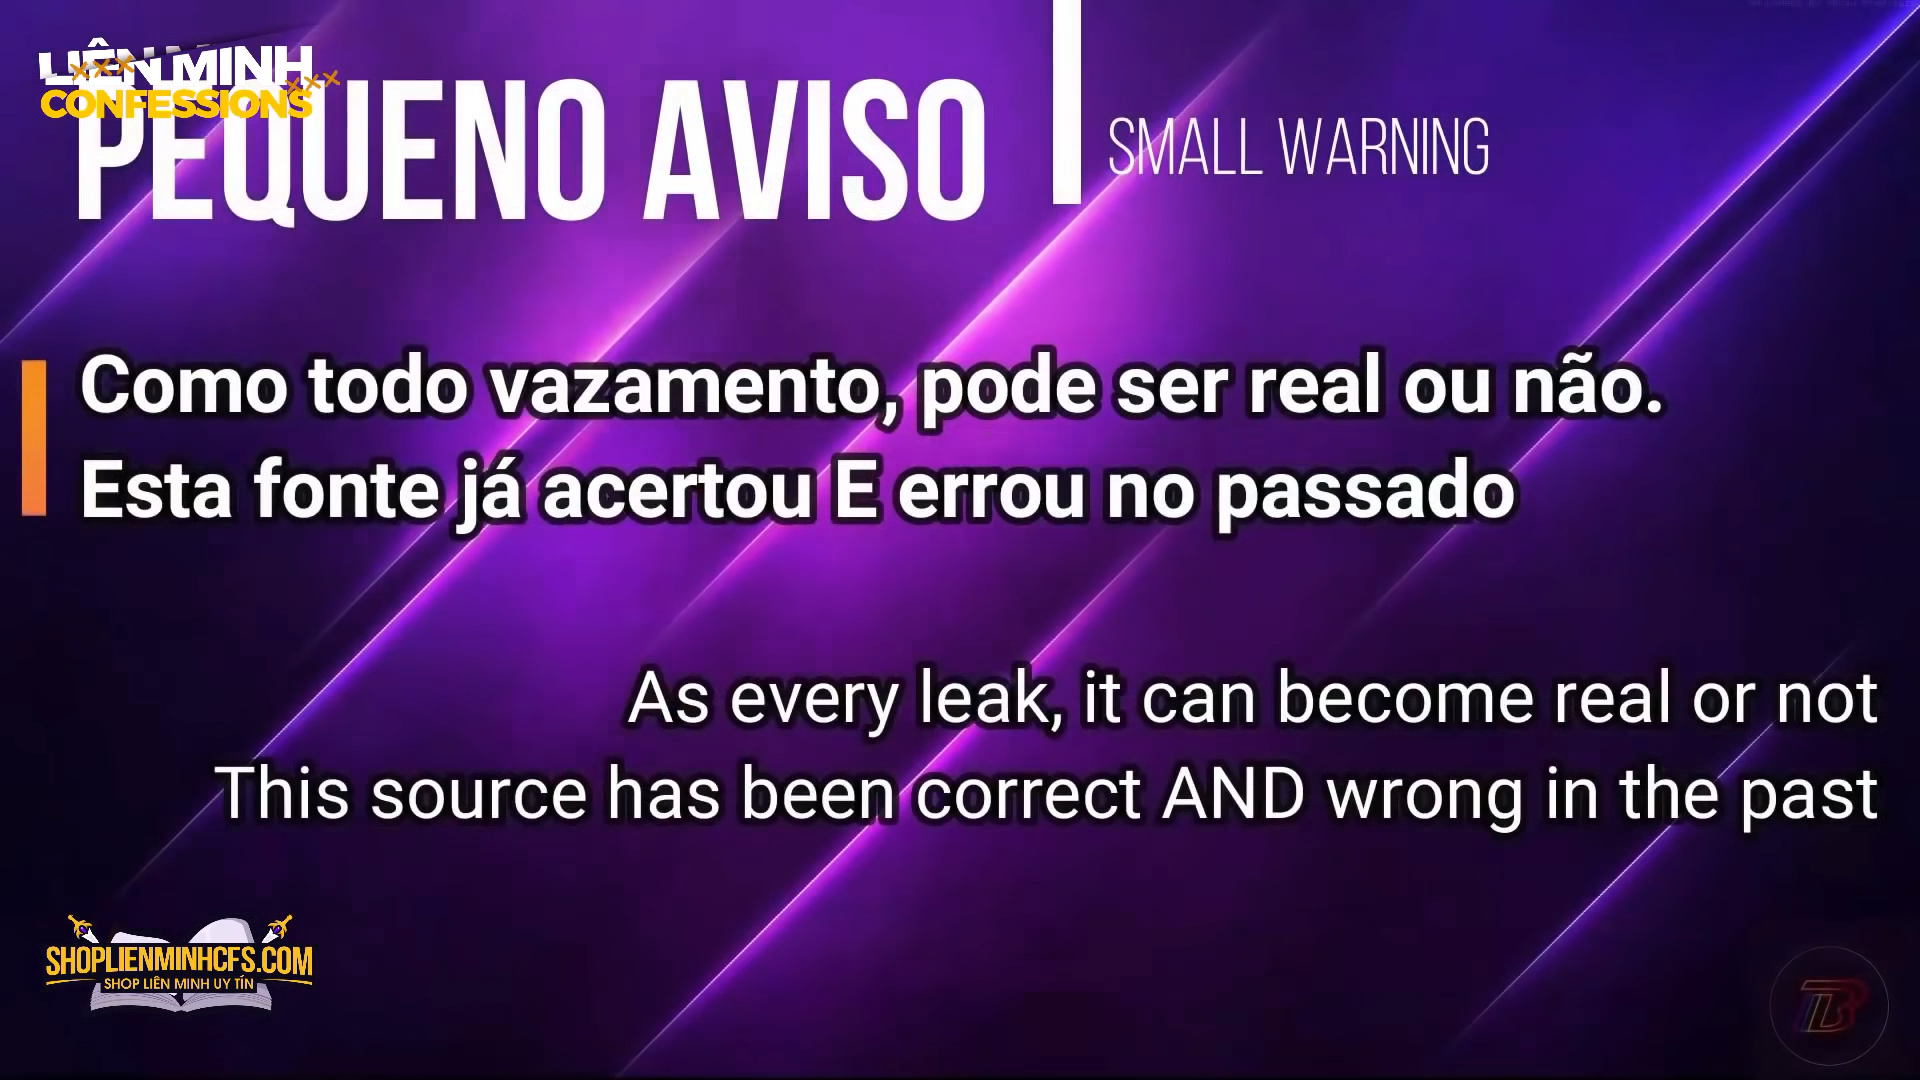 LIÊN MINH
CONFESSIONS
PEQUENO AVISO
SMALL WARNING
Como todo vazamento, pode ser real ou não.
Esta fonte já acertou E errou no passado
As every leak, it can become real or not
This source has been correct AND wrong in the past
SHOPLIENMINHCFS.COM
SHOP LIÊN MINH UY TÍN